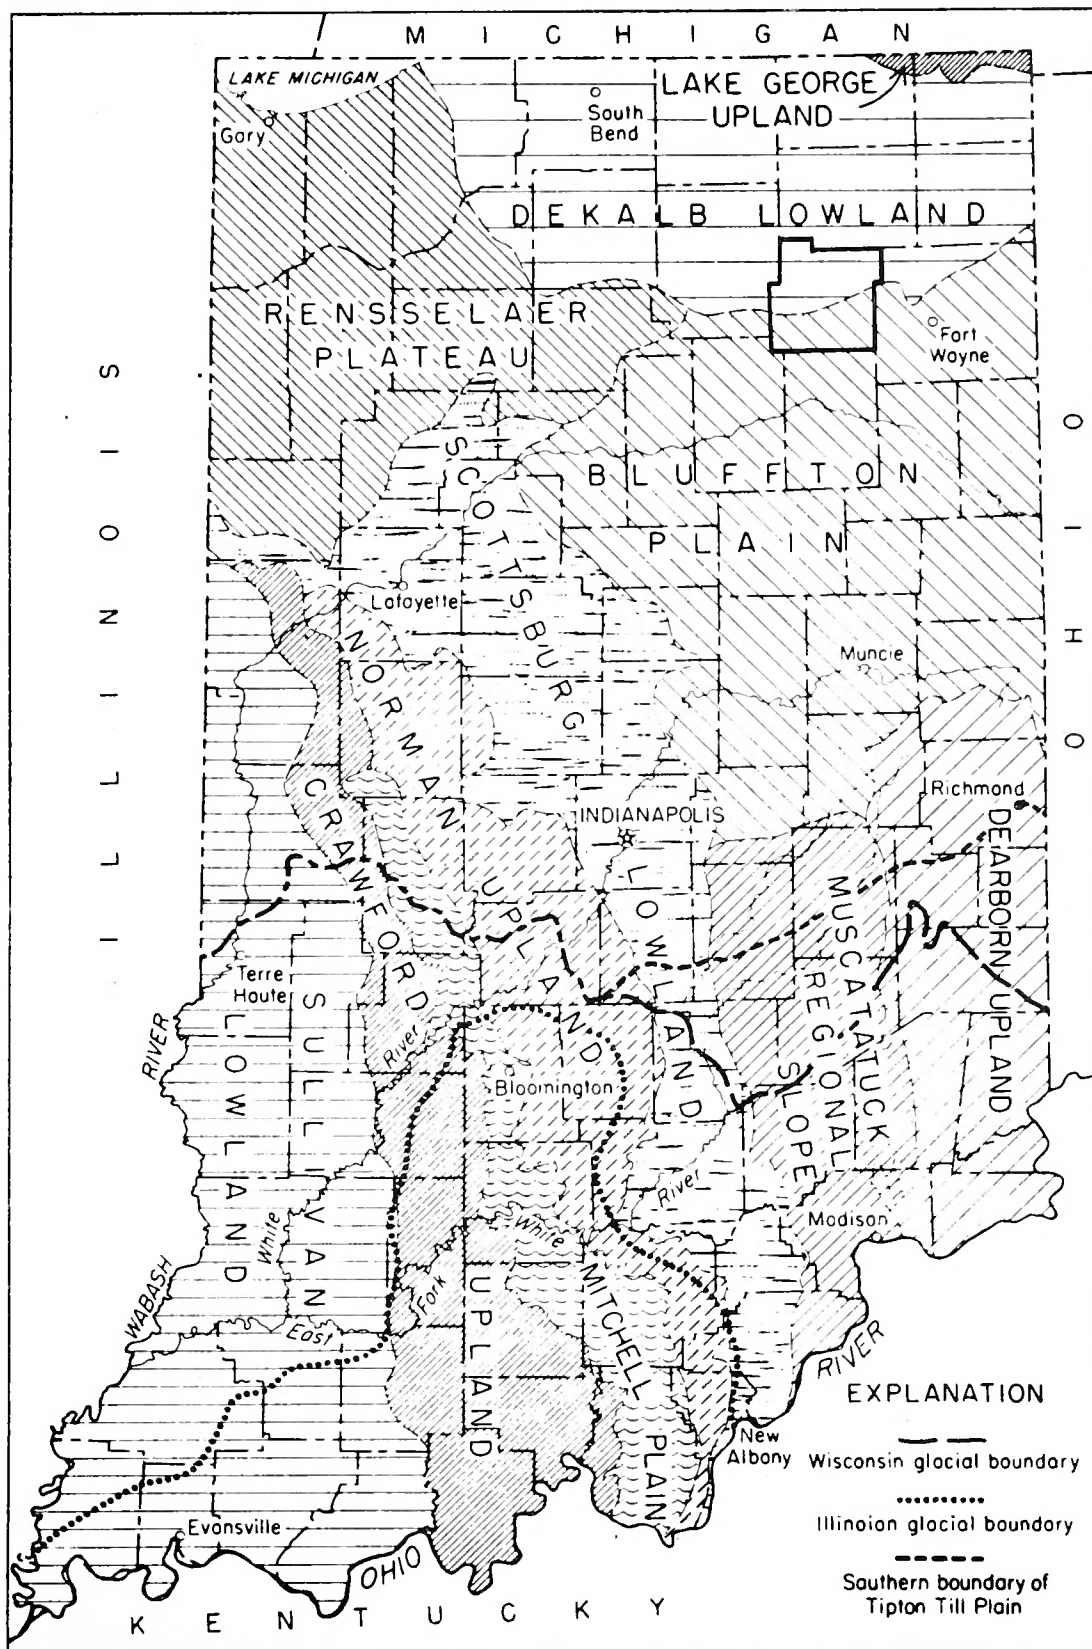 MICHIGAN
LAKE MICHIGAN
Gary
South
Bend
LAKE GEORGE
UPLAND
DEKALB LOWLAND
RENSSELAER
PLATEAU
Fort
Wayne
ILLINOIS
OHIO
BLUFFTON
PLAIN
SCOTTSBURG
LOWLAND
Lafayette
NORMAN
UPLAND
Muncie
Richmond
INDIANAPOLIS
CRAWFORD
UPLAND
DEARBORN UPLAND
MUSCATATUCK
REGIONAL
SLOPE
Terre
Haute
SULLIVAN
LOWLAND
RIVER
WABASH
River
White
Bloomington
River
White
Fork
East
MITCHELL
PLAIN
Madison
RIVER
OHIO
New
Albany
Evansville
KENTUCKY
EXPLANATION
Wisconsin glacial boundary
Illinoian glacial boundary
Southern boundary of
Tipton Till Plain